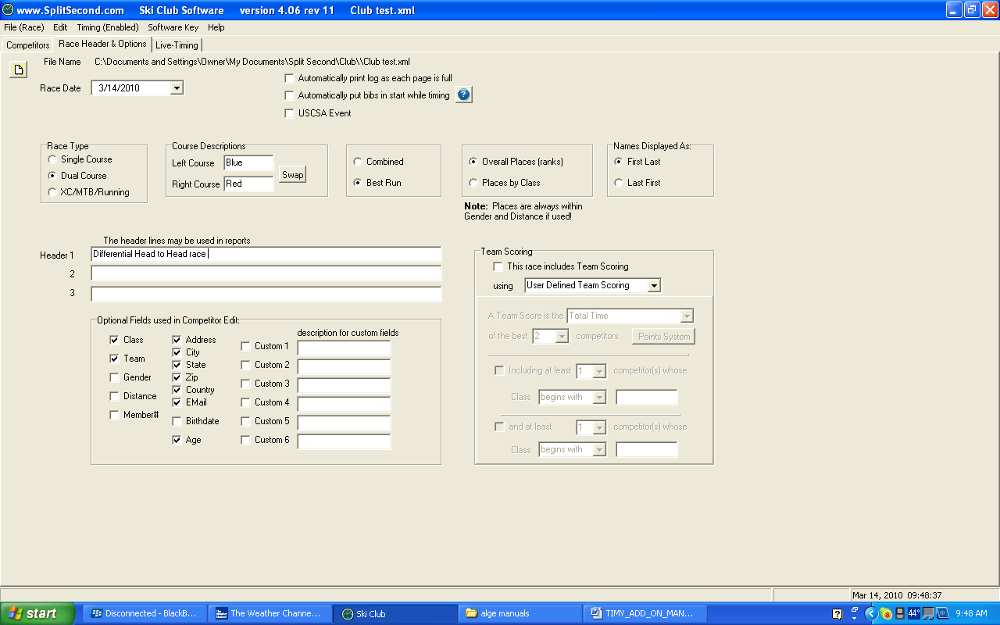 www.SplitSecond.com Ski Club Software version 4.06 rev 11 Club test.xml
File (Race) Edit Timing (Enabled) Software Key Help
Competitors Race Header & Options Live-Timing
File Name C:\Documents and Settings\Owner\My Documents\Split Second\Club\\Club test.xml
Race Date 3/14/2010
Automatically print log as each page is full
Automatically put bibs in start while timing ?
USCSA Event
Race Type
Single Course
Dual Course
XC/MTB/Running
Course Descriptions
Left Course Blue
Right Course Red
Swap
Combined
Best Run
Overall Places (ranks)
Places by Class
Names Displayed As:
First Last
Last First
Note: Places are always within
Gender and Distance if used!
The header lines may be used in reports
Header 1 Differential Head to Head race
2
3
Team Scoring
This race includes Team Scoring
using User Defined Team Scoring
A Team Score is the Total Time
of the best 2 competitors Points System
Including at least 1 competitor(s) whose
Class begins with
and at least 1 competitor(s) whose
Class begins with
Optional Fields used in Competitor Edit:
Class
Team
Gender
Distance
Member#
Address
City
State
Zip
Country
EMail
Birthdate
Age
description for custom fields
Custom 1
Custom 2
Custom 3
Custom 4
Custom 5
Custom 6
Mar 14, 2010 09:48:37
start Disconnected - BlackB... The Weather Channe... Ski Club alge manuals TIMY_ADD_ON_MAN... ? 44° 9:48 AM